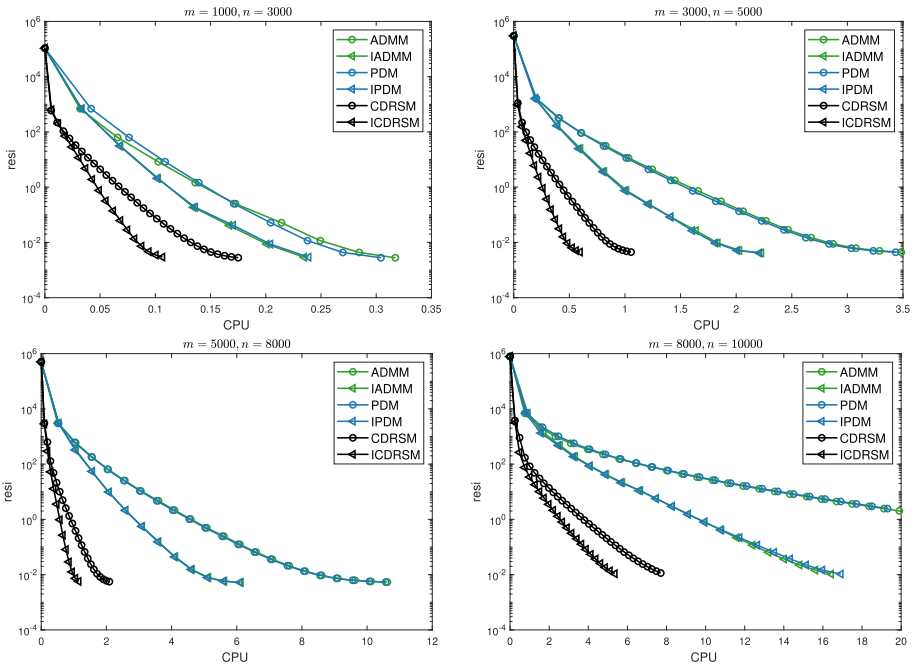 m = 1000, n = 3000
10^6
10^4
10^2
10^0
10^-2
10^-4
resi
0
0.05
0.1
0.15
0.2
0.25
0.3
0.35
CPU
ADMM
IADMM
PDM
IPDM
CDRSM
ICDRSM
m = 3000, n = 5000
10^6
10^4
10^2
10^0
10^-2
10^-4
resi
0
0.5
1
1.5
2
2.5
3
3.5
CPU
ADMM
IADMM
PDM
IPDM
CDRSM
ICDRSM
m = 5000, n = 8000
10^6
10^4
10^2
10^0
10^-2
10^-4
resi
0
2
4
6
8
10
12
CPU
ADMM
IADMM
PDM
IPDM
CDRSM
ICDRSM
m = 8000, n = 10000
10^6
10^4
10^2
10^0
10^-2
10^-4
resi
0
2
4
6
8
10
12
14
16
18
20
CPU
ADMM
IADMM
PDM
IPDM
CDRSM
ICDRSM